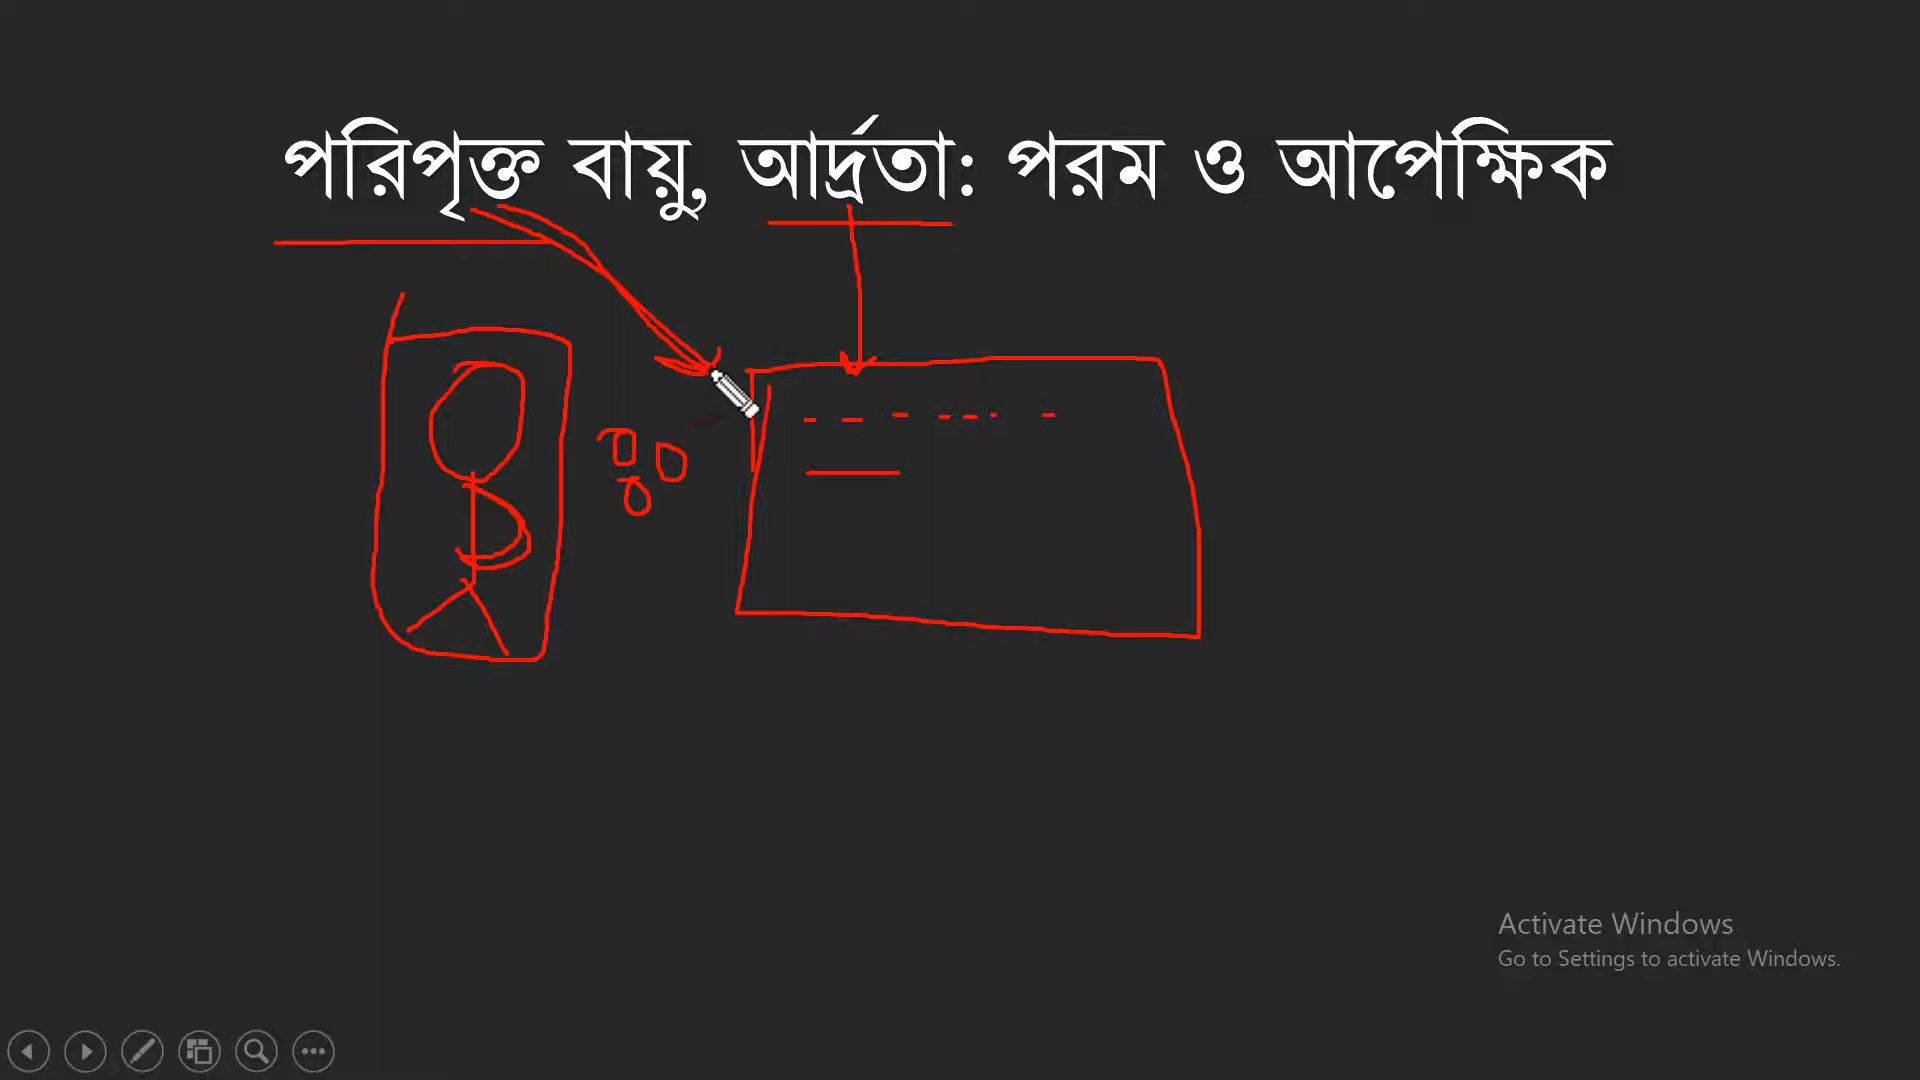 পরিপৃক্ত বায়ু, আর্দ্রতা: পরম ও আপেক্ষিক
Activate Windows
Go to Settings to activate Windows.